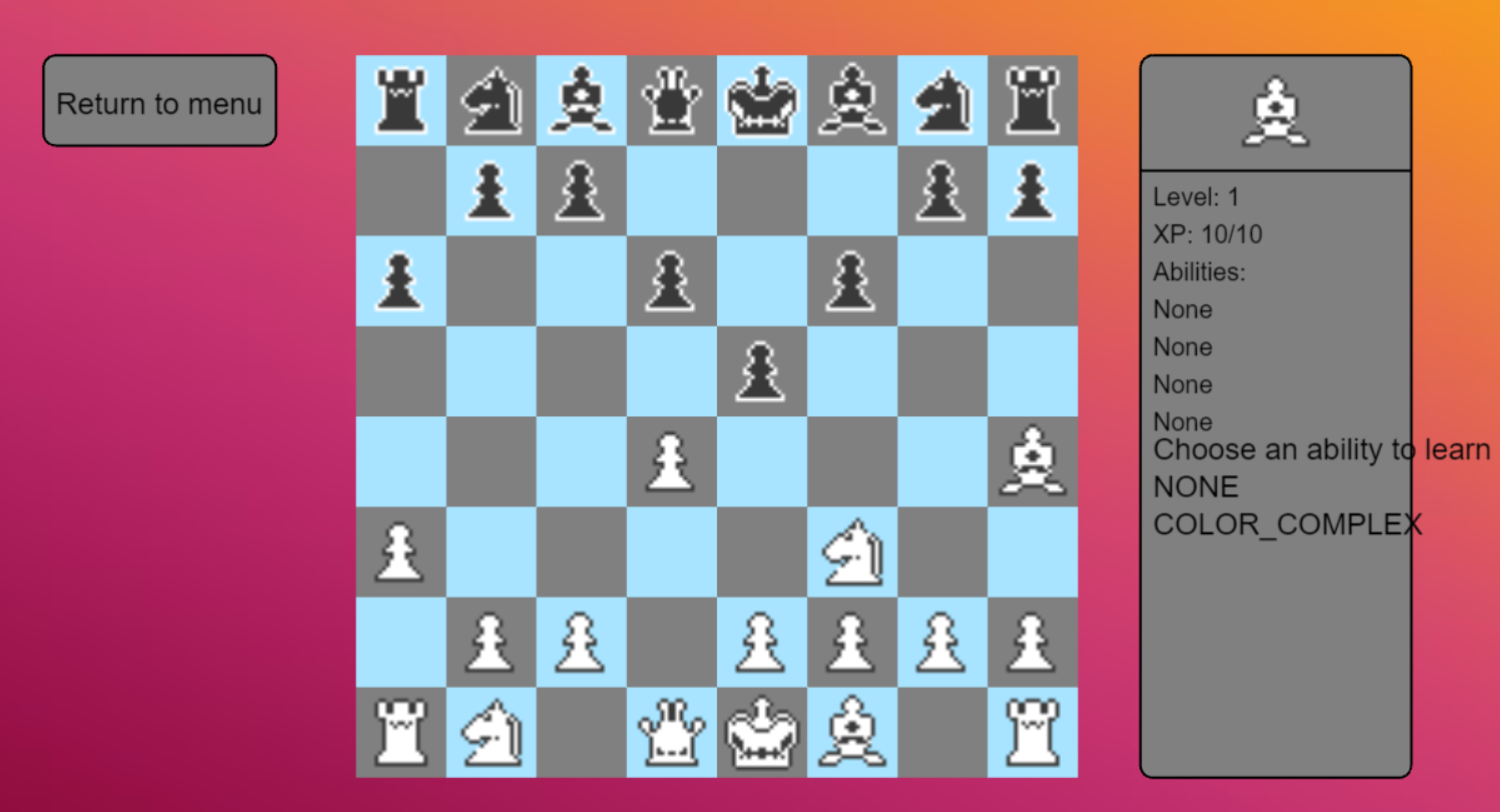 Return to menu
Level: 1
XP: 10/10
Abilities:
None
None
None
None
Choose an ability to learn
NONE
COLOR_COMPLEX